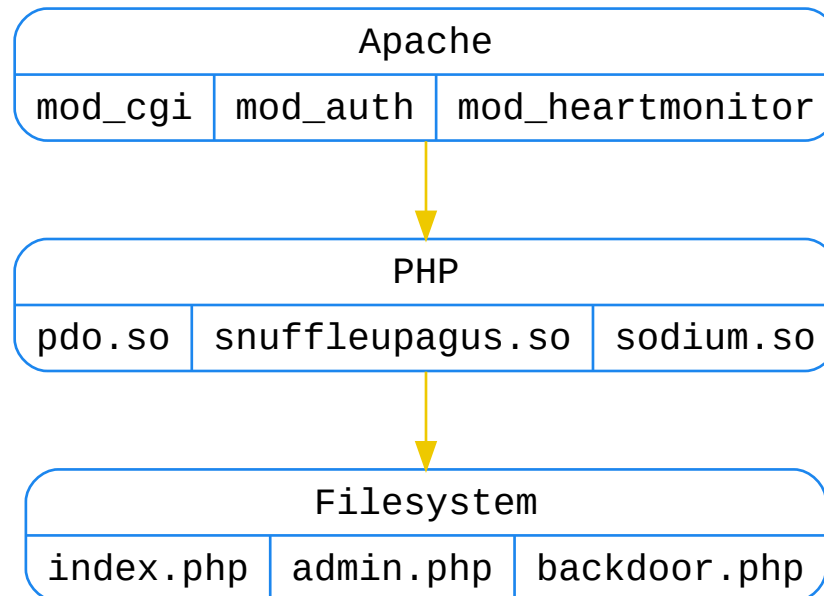 Apache
mod_cgi mod_auth mod_heartmonitor
PHP
pdo.so snuffleupagus.so sodium.so
Filesystem
index.php admin.php backdoor.php